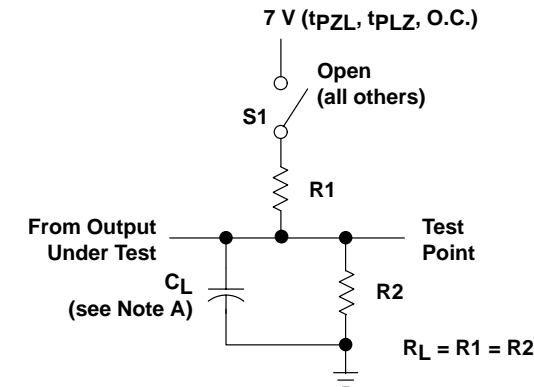 7 V (tPZL, tPLZ, O.C.)
Open
(all others)
S1
R1
From Output
Under Test
Test
Point
CL
(see Note A)
R2
RL = R1 = R2